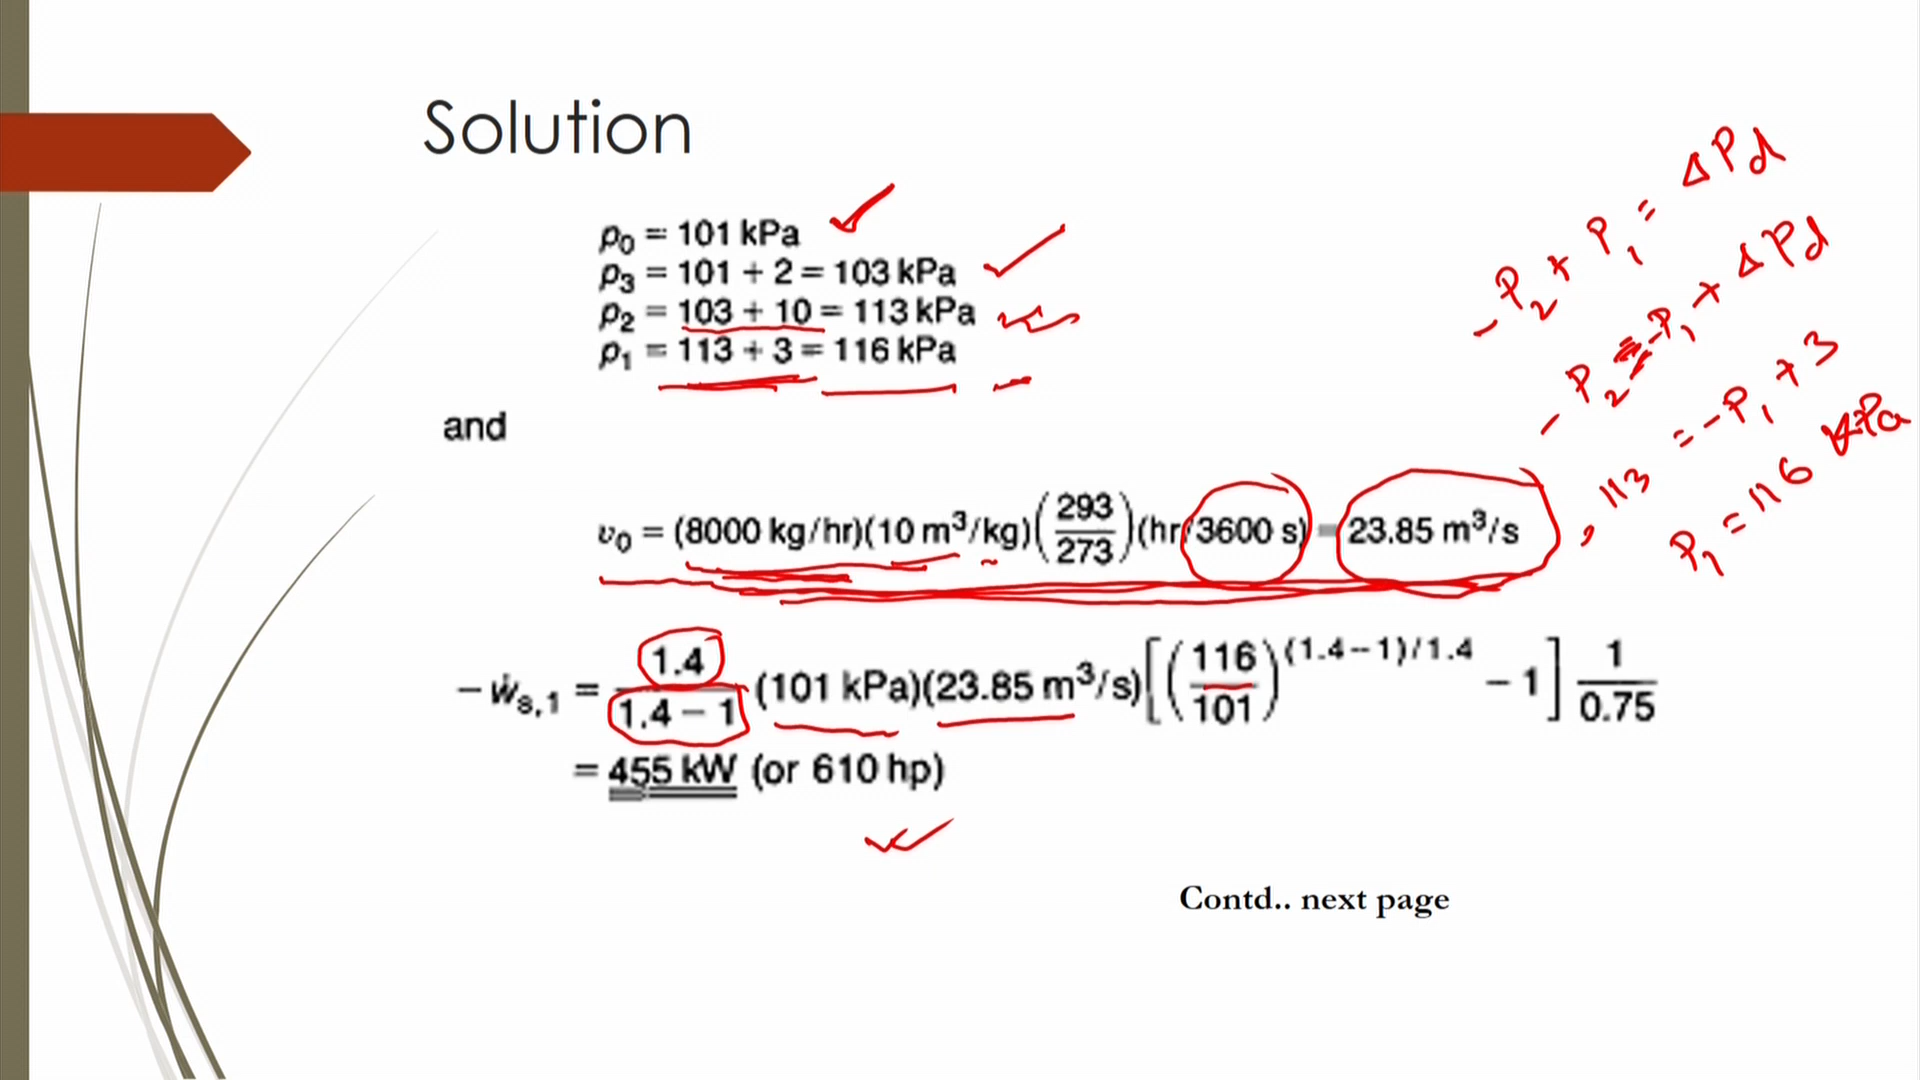 Solution
p₀ = 101 kPa
p₃ = 101 + 2 = 103 kPa
p₂ = 103 + 10 = 113 kPa
p₁ = 113 + 3 = 116 kPa
and
υ₀ = (8000 kg/hr)(10 m³/kg)(293/273)(hr/3600 s) = 23.85 m³/s
−ẇs,1 = 1.4/(1.4 − 1) (101 kPa)(23.85 m³/s)[(116/101)^(1.4−1)/1.4 − 1] 1/0.75
= 455 kW (or 610 hp)
Contd.. next page
−P₂ + P₁ = ΔPd
−P₂ = −P₁ + ΔPd
, 113 = −P₁ + 3
P₁ = 116 kPa